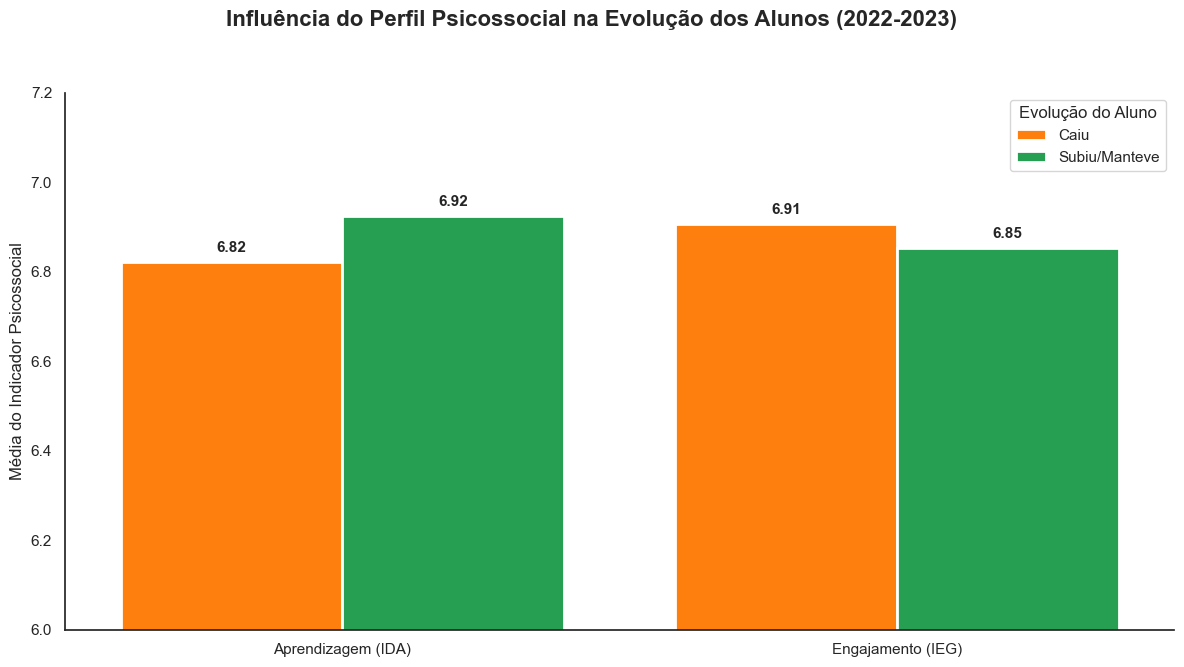 Influência do Perfil Psicossocial na Evolução dos Alunos (2022-2023)
Média do Indicador Psicossocial
7.2
7.0
6.8
6.6
6.4
6.2
6.0
6.82
6.92
6.91
6.85
Evolução do Aluno
Caiu
Subiu/Manteve
Aprendizagem (IDA)
Engajamento (IEG)